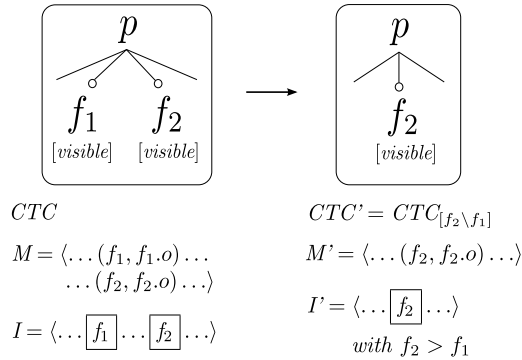 p
f₁ f₂
[visible] [visible]
p
f₂
[visible]
CTC
M = ⟨… (f₁, f₁.o) …
… (f₂, f₂.o) …⟩
I = ⟨… f₁ … f₂ …⟩
CTC' = CTC[f₂\f₁]
M' = ⟨… (f₂, f₂.o) …⟩
I' = ⟨… f₂ …⟩
with f₂ > f₁